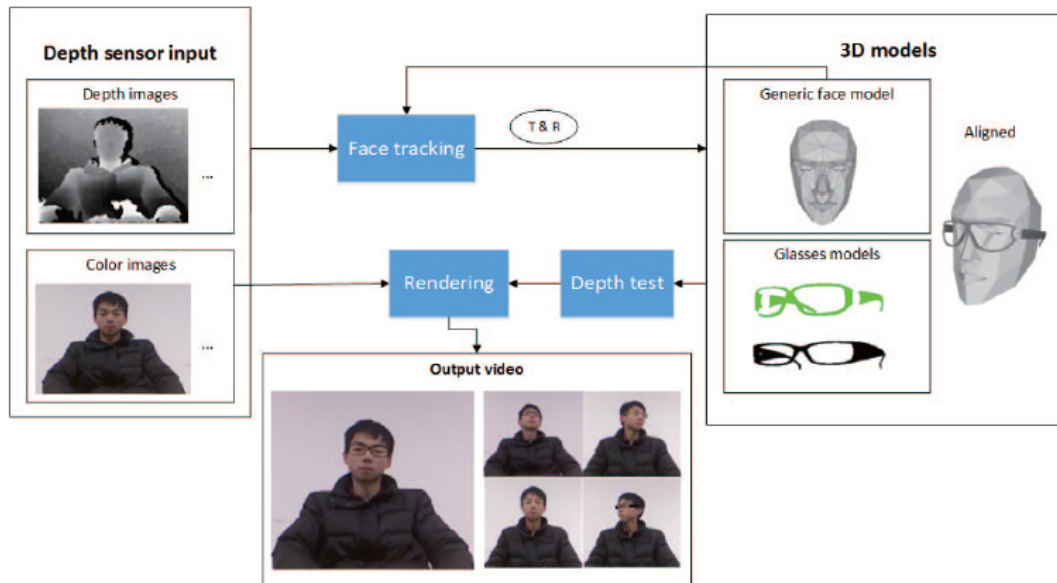 Depth sensor input
Depth images
...
Color images
...
Face tracking
T & R
Rendering
Depth test
Output video
3D models
Generic face model
Aligned
Glasses models